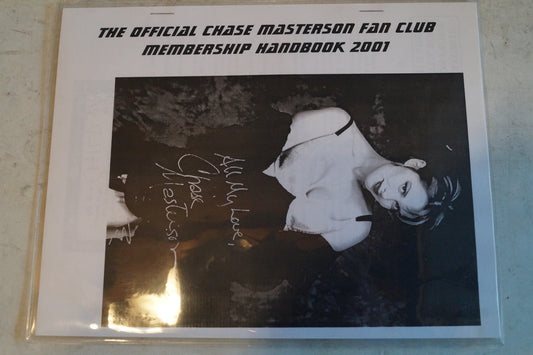 THE OFFICIAL CHASE MASTERSON FAN CLUB
MEMBERSHIP HANDBOOK 2001
All My Love,
Chase
Masterson